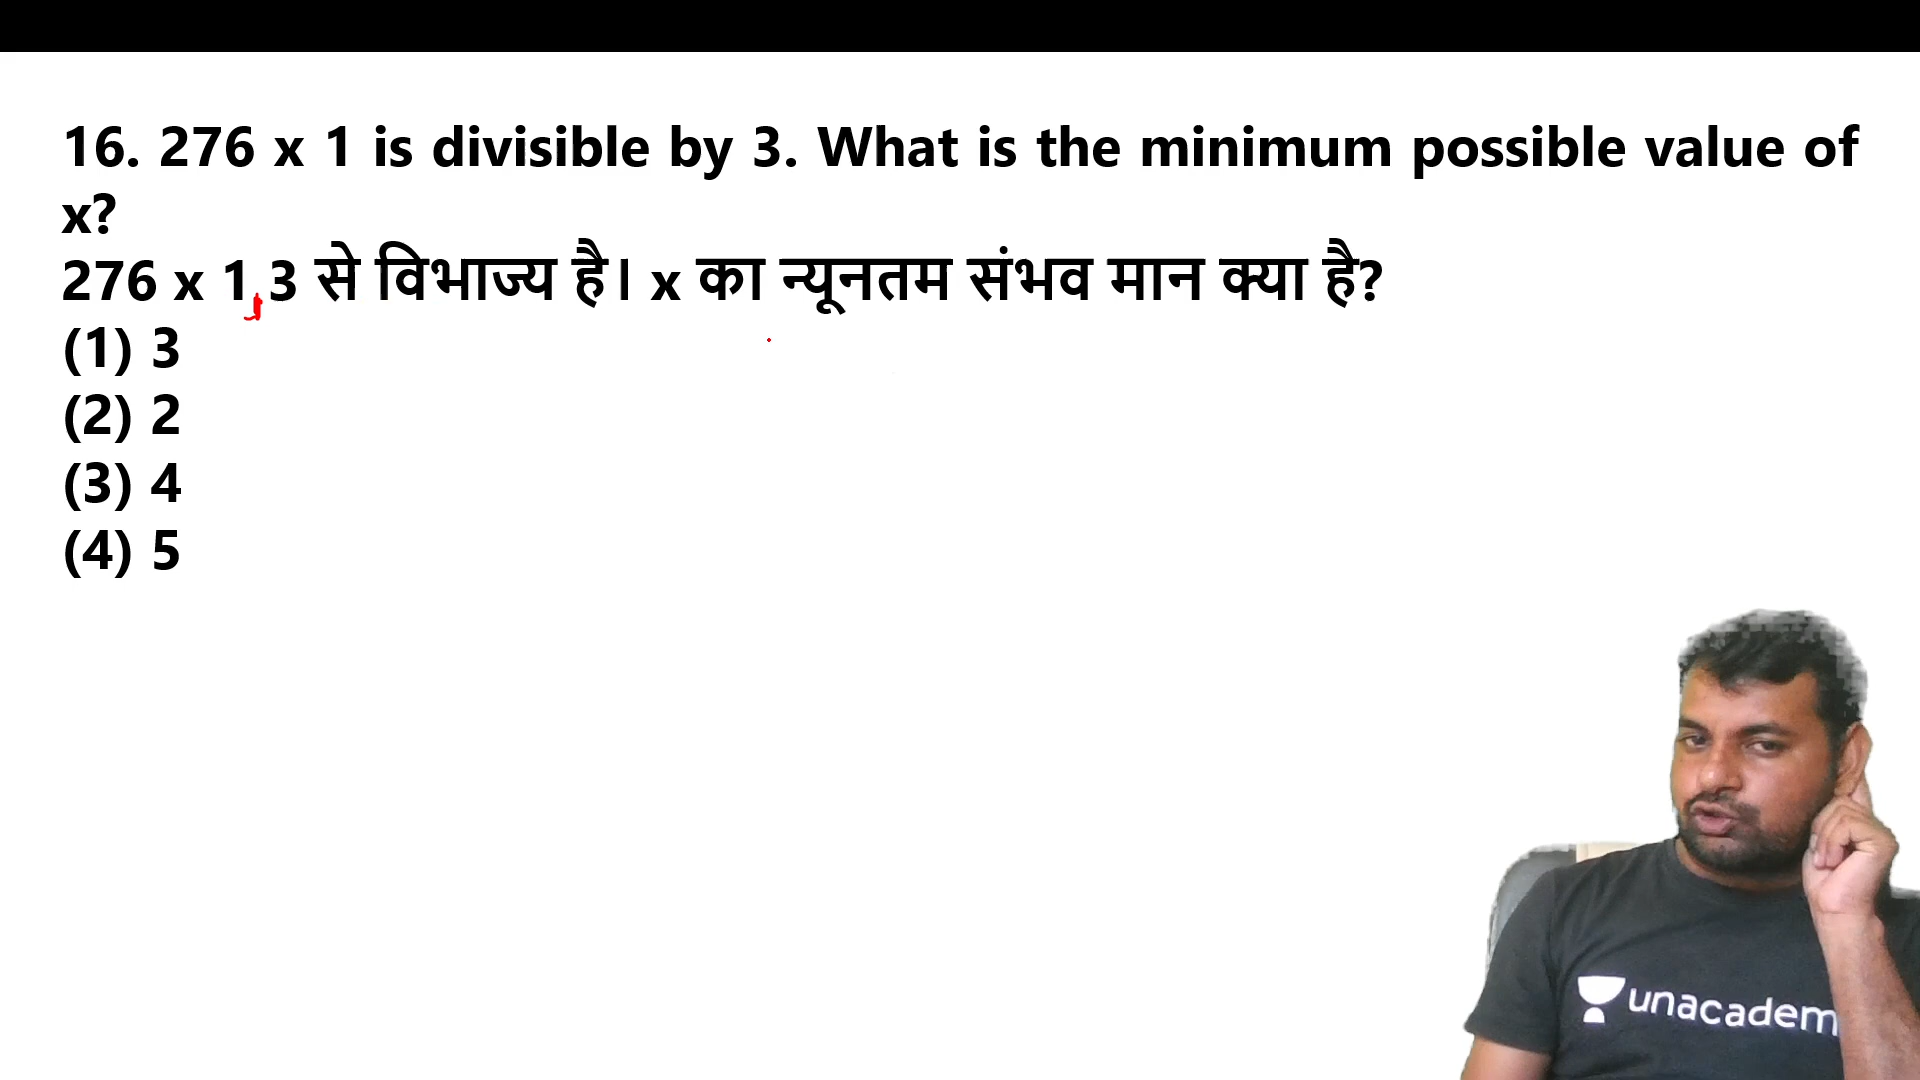 16. 276 x 1 is divisible by 3. What is the minimum possible value of
x?
276 x 1, 3 से विभाज्य है। x का न्यूनतम संभव मान क्या है?
(1) 3
(2) 2
(3) 4
(4) 5
unacadem